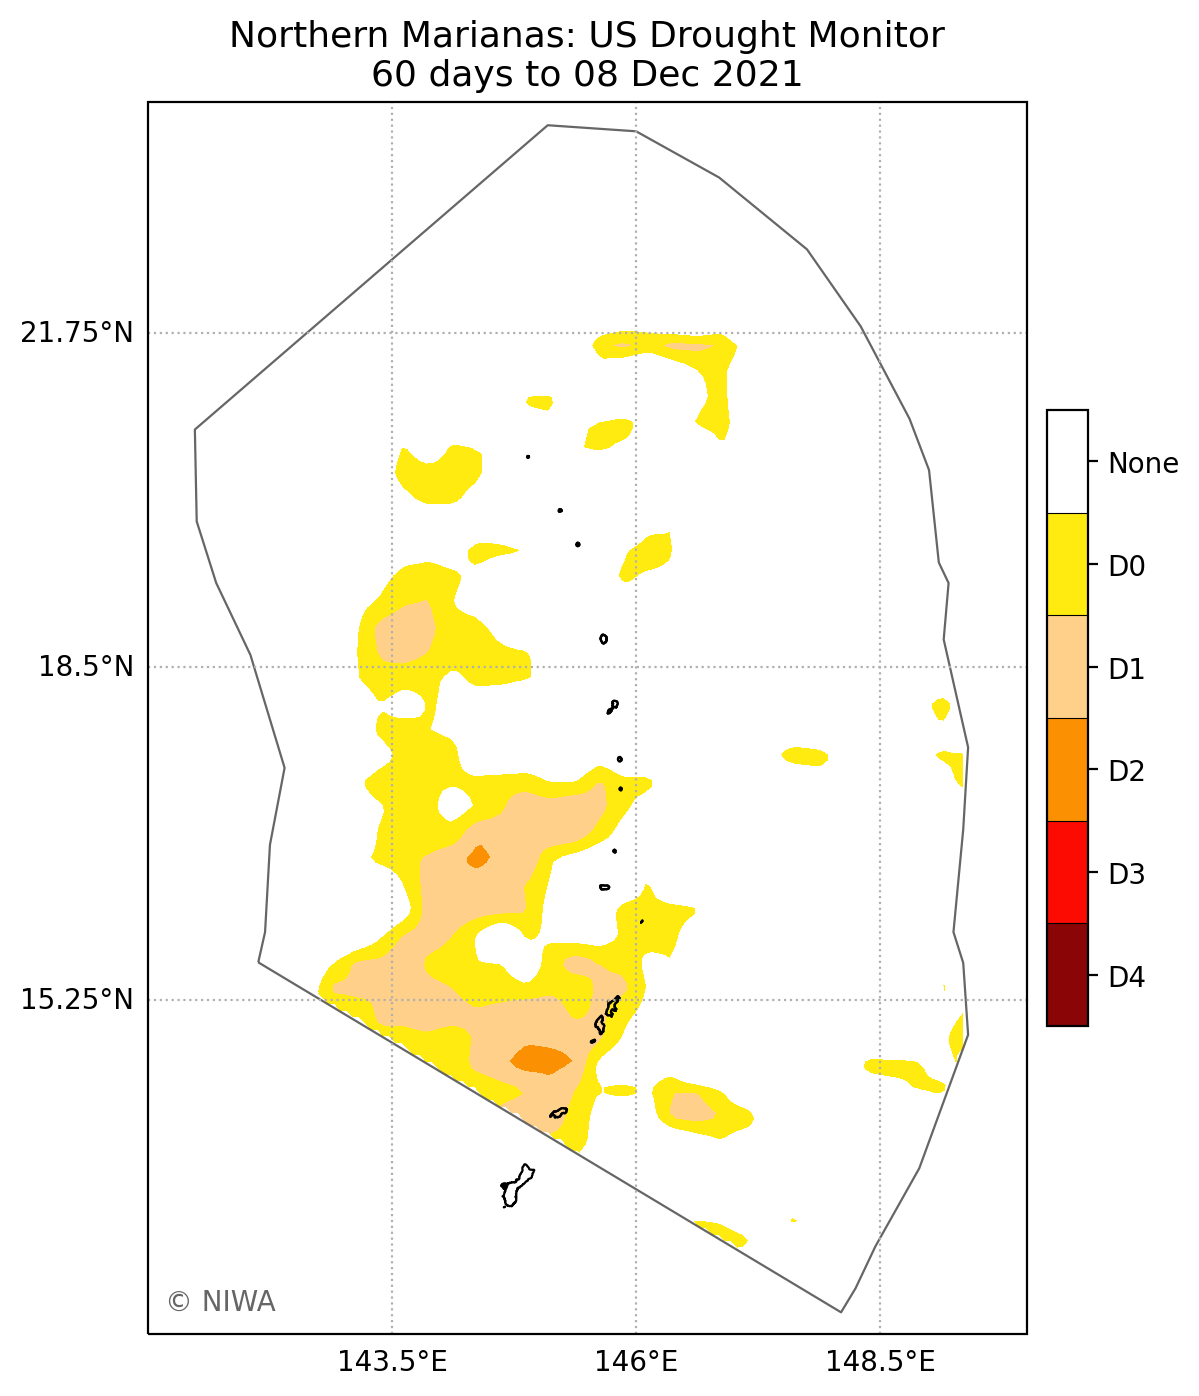 Northern Marianas: US Drought Monitor
60 days to 08 Dec 2021
21.75°N
18.5°N
15.25°N
143.5°E
146°E
148.5°E
None
D0
D1
D2
D3
D4
© NIWA